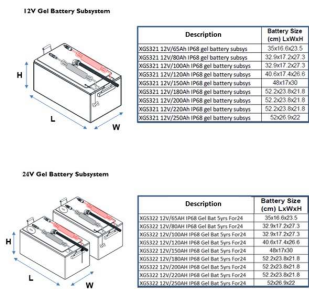 12V Gel Battery Subsystem
H
L
W
Description Battery Size (cm) LxWxH
XGS321 12V/65Ah IP68 gel battery subsys 35x16.6x23.5
XGS321 12V/80Ah IP68 gel battery subsys 32.9x17.2x27.3
XGS321 12V/100Ah IP68 gel battery subsys 32.9x17.2x27.3
XGS321 12V/120Ah IP68 gel battery subsys 40.6x17.4x26.6
XGS321 12V/150Ah IP68 gel battery subsys 48x17x30
XGS321 12V/180Ah IP68 gel battery subsys 52.2x23.8x21.8
XGS321 12V/200Ah IP68 gel battery subsys 52.2x23.8x21.8
XGS321 12V/220Ah IP68 gel battery subsys 52.2x23.8x21.8
XGS321 12V/250Ah IP68 gel battery subsys 52x26.9x22
24V Gel Battery Subsystem
H
L
W
Description Battery Size (cm) LxWxH
XGS322 12V/65AH IP68 Gel Bat 5yrs For24 35x16.6x23.5
XGS322 12V/80AH IP68 Gel Bat 5yrs For24 32.9x17.2x27.3
XGS322 12V/100AH IP68 Gel Bat 5yrs For24 32.9x17.2x27.3
XGS322 12V/120AH IP68 Gel Bat 5yrs For24 40.6x17.4x26.6
XGS322 12V/150AH IP68 Gel Bat 5yrs For24 48x17x30
XGS322 12V/180AH IP68 Gel Bat 5yrs For24 52.2x23.8x21.8
XGS322 12V/200AH IP68 Gel Bat 5yrs For24 52.2x23.8x21.8
XGS322 12V/220AH IP68 Gel Bat 5yrs For24 52.2x23.8x21.8
XGS322 12V/250AH IP68 Gel Bat 5yrs For24 52x26.9x22